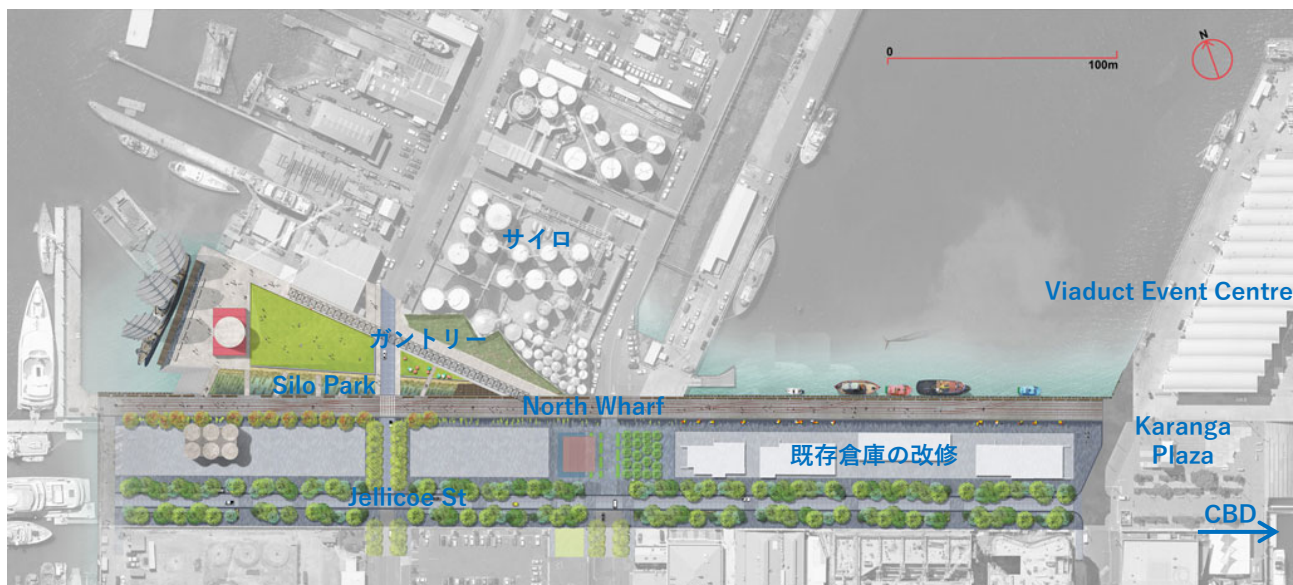 N
0
100m
サイロ
Viaduct Event Centre
ガントリー
Silo Park
North Wharf
Karanga
Plaza
既存倉庫の改修
Jellicoe St
CBD